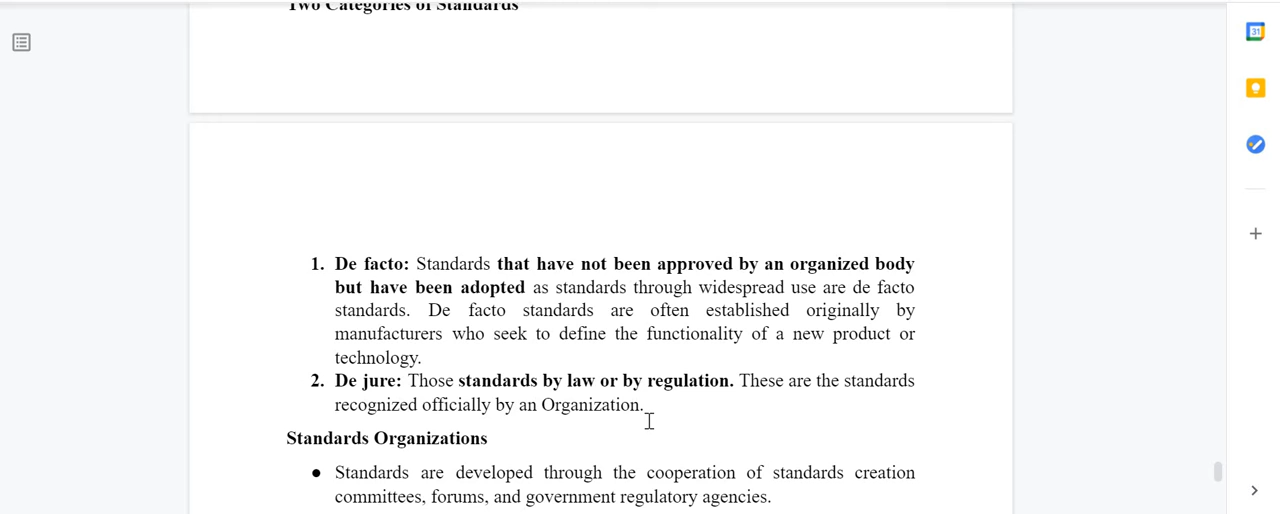 Two Categories of Standards
1. De facto: Standards that have not been approved by an organized body
but have been adopted as standards through widespread use are de facto
standards. De facto standards are often established originally by
manufacturers who seek to define the functionality of a new product or
technology.
2. De jure: Those standards by law or by regulation. These are the standards
recognized officially by an Organization.
Standards Organizations
● Standards are developed through the cooperation of standards creation
committees, forums, and government regulatory agencies.
31